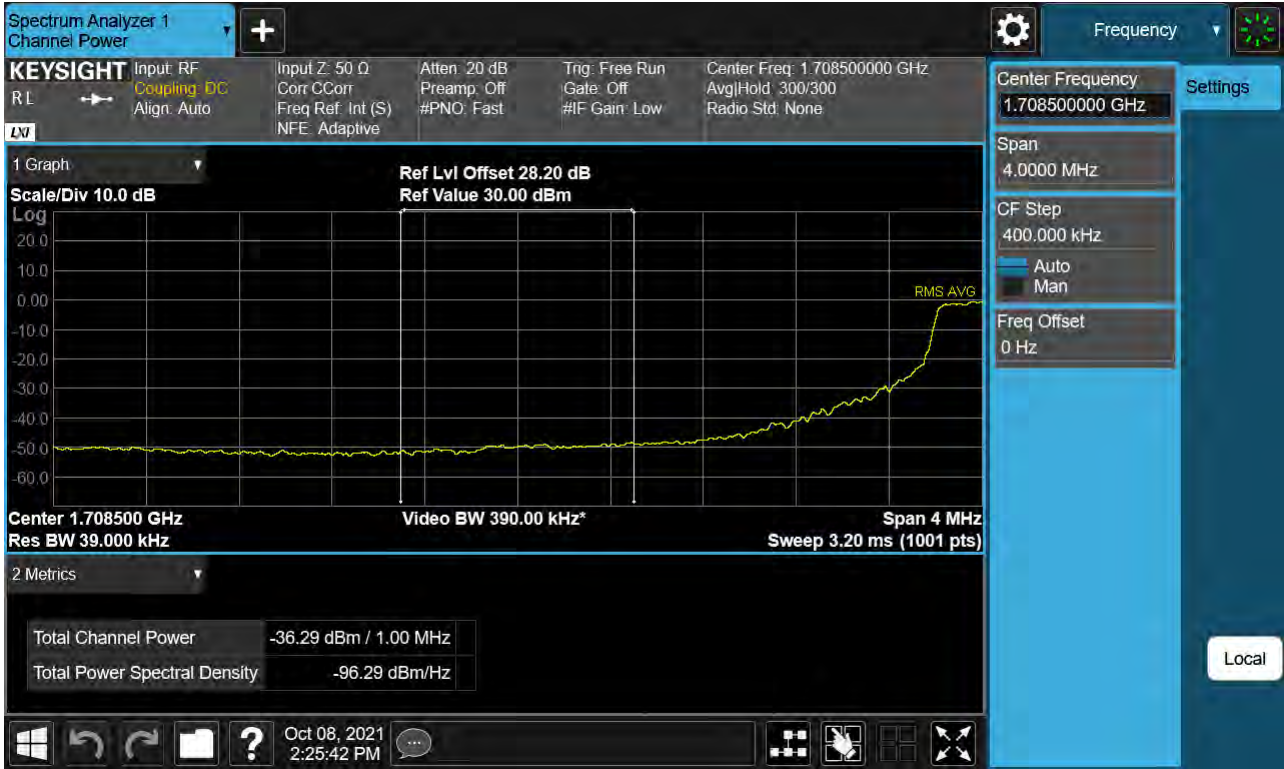 Spectrum Analyzer 1
Channel Power
+
Frequency
KEYSIGHT
RL
LXI
Input: RF
Coupling: DC
Align: Auto
Input Z: 50 Ω
Corr CCorr
Freq Ref: Int (S)
NFE: Adaptive
Atten: 20 dB
Preamp: Off
#PNO: Fast
Trig: Free Run
Gate: Off
#IF Gain: Low
Center Freq: 1.708500000 GHz
Avg|Hold: 300/300
Radio Std: None
Center Frequency
1.708500000 GHz
Settings
Span
4.0000 MHz
CF Step
400.000 kHz
Auto
Man
Freq Offset
0 Hz
1 Graph
Scale/Div 10.0 dB
Ref Lvl Offset 28.20 dB
Ref Value 30.00 dBm
Log
20.0
10.0
0.00
-10.0
-20.0
-30.0
-40.0
-50.0
-60.0
RMS AVG
Center 1.708500 GHz
Video BW 390.00 kHz*
Span 4 MHz
Res BW 39.000 kHz
Sweep 3.20 ms (1001 pts)
2 Metrics
Total Channel Power -36.29 dBm / 1.00 MHz
Total Power Spectral Density -96.29 dBm/Hz
Local
?
Oct 08, 2021
2:25:42 PM